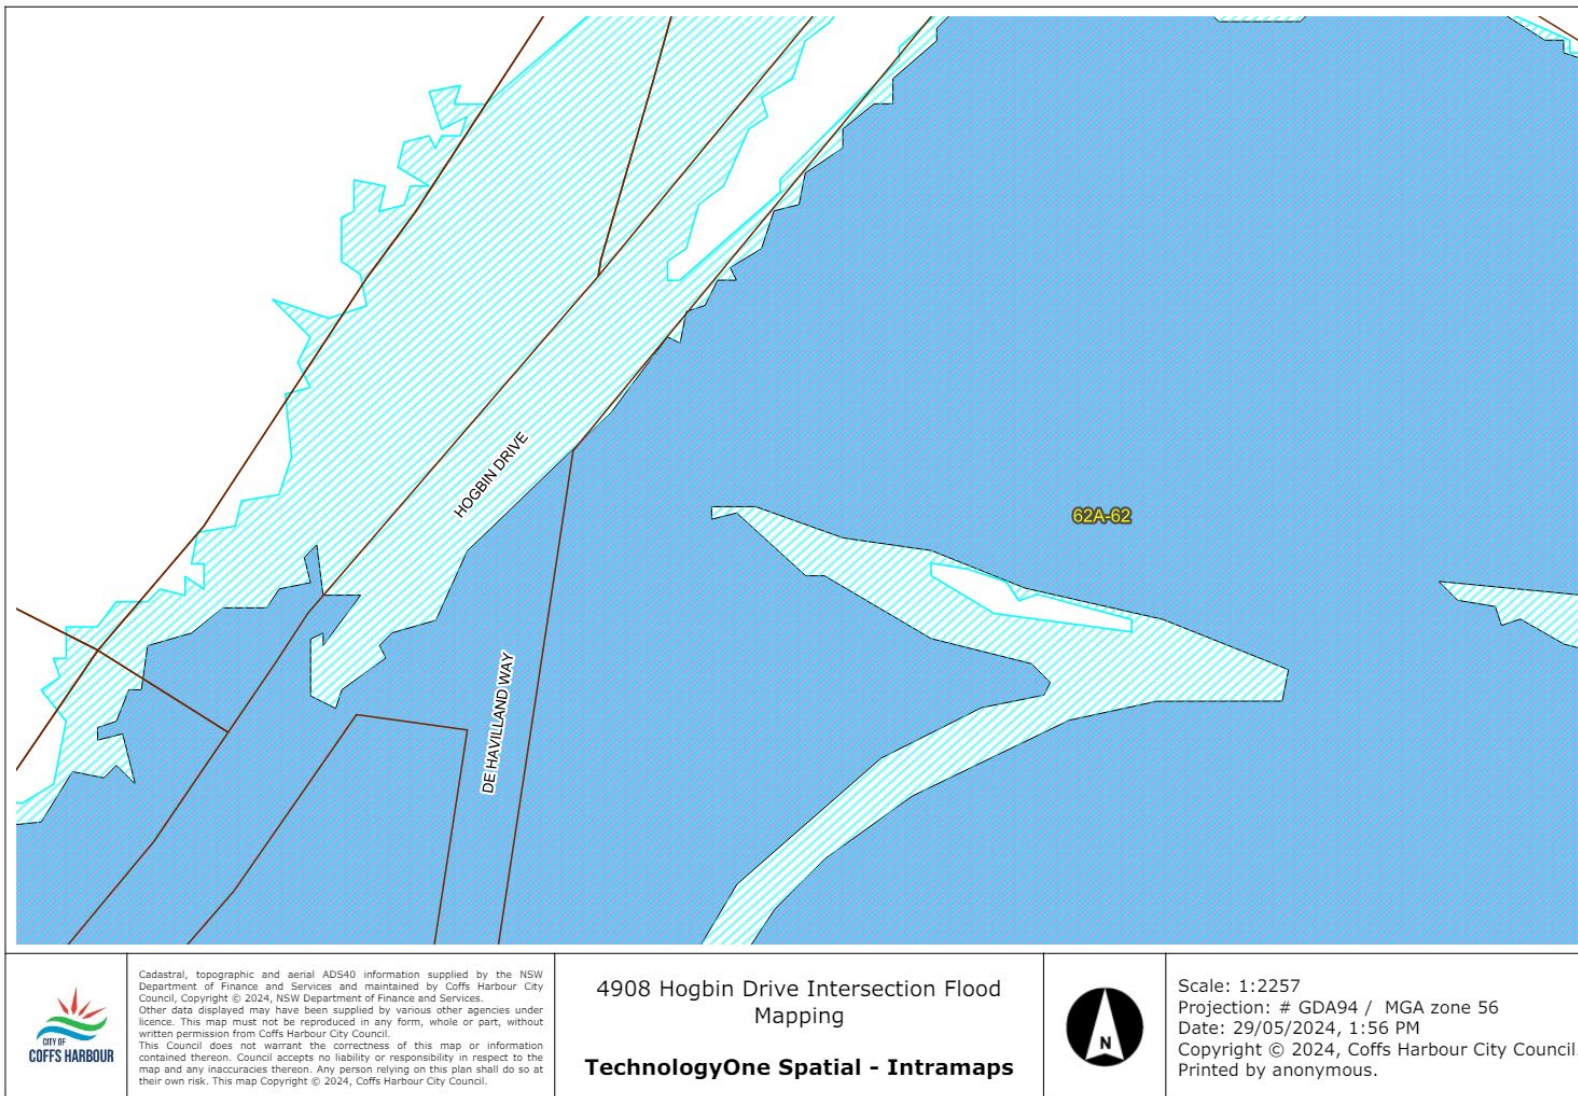 HOGBIN DRIVE
62A-62
DE HAVILLAND WAY
CITY OF
COFFS HARBOUR
Cadastral, topographic and aerial ADS40 information supplied by the NSW
Department of Finance and Services and maintained by Coffs Harbour City
Council, Copyright © 2024, NSW Department of Finance and Services.
Other data displayed may have been supplied by various other agencies under
licence. This map must not be reproduced in any form, whole or part, without
written permission from Coffs Harbour City Council.
This Council does not warrant the correctness of this map or information
contained thereon. Council accepts no liability or responsibility in respect to the
map and any inaccuracies thereon. Any person relying on this plan shall do so at
their own risk. This map Copyright © 2024, Coffs Harbour City Council.
4908 Hogbin Drive Intersection Flood
Mapping
TechnologyOne Spatial - Intramaps
N
Scale: 1:2257
Projection: # GDA94 / MGA zone 56
Date: 29/05/2024, 1:56 PM
Copyright © 2024, Coffs Harbour City Council.
Printed by anonymous.